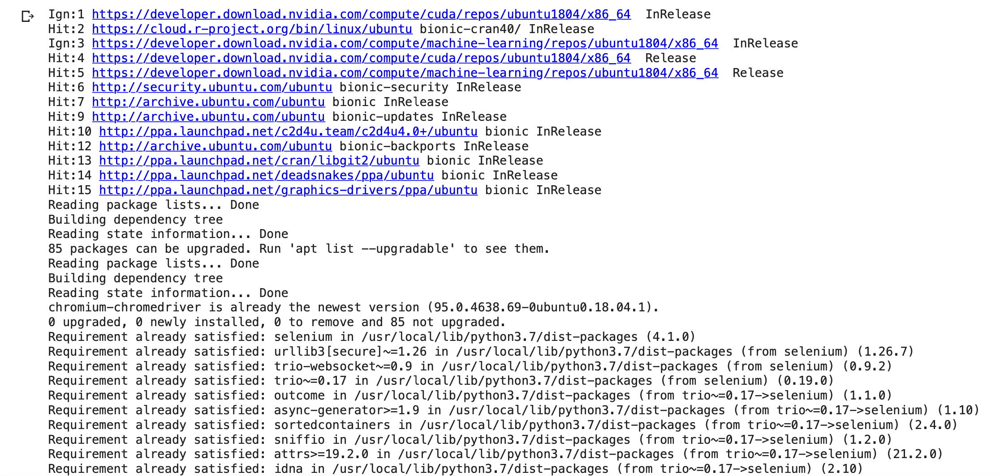 Ign:1 https://developer.download.nvidia.com/compute/cuda/repos/ubuntu1804/x86_64  InRelease
Hit:2 https://cloud.r-project.org/bin/linux/ubuntu bionic-cran40/ InRelease
Ign:3 https://developer.download.nvidia.com/compute/machine-learning/repos/ubuntu1804/x86_64  InRelease
Hit:4 https://developer.download.nvidia.com/compute/cuda/repos/ubuntu1804/x86_64  Release
Hit:5 https://developer.download.nvidia.com/compute/machine-learning/repos/ubuntu1804/x86_64  Release
Hit:6 http://security.ubuntu.com/ubuntu bionic-security InRelease
Hit:7 http://archive.ubuntu.com/ubuntu bionic InRelease
Hit:9 http://archive.ubuntu.com/ubuntu bionic-updates InRelease
Hit:10 http://ppa.launchpad.net/c2d4u.team/c2d4u4.0+/ubuntu bionic InRelease
Hit:12 http://archive.ubuntu.com/ubuntu bionic-backports InRelease
Hit:13 http://ppa.launchpad.net/cran/libgit2/ubuntu bionic InRelease
Hit:14 http://ppa.launchpad.net/deadsnakes/ppa/ubuntu bionic InRelease
Hit:15 http://ppa.launchpad.net/graphics-drivers/ppa/ubuntu bionic InRelease
Reading package lists... Done
Building dependency tree
Reading state information... Done
85 packages can be upgraded. Run 'apt list --upgradable' to see them.
Reading package lists... Done
Building dependency tree
Reading state information... Done
chromium-chromedriver is already the newest version (95.0.4638.69-0ubuntu0.18.04.1).
0 upgraded, 0 newly installed, 0 to remove and 85 not upgraded.
Requirement already satisfied: selenium in /usr/local/lib/python3.7/dist-packages (4.1.0)
Requirement already satisfied: urllib3[secure]~=1.26 in /usr/local/lib/python3.7/dist-packages (from selenium) (1.26.7)
Requirement already satisfied: trio-websocket~=0.9 in /usr/local/lib/python3.7/dist-packages (from selenium) (0.9.2)
Requirement already satisfied: trio~=0.17 in /usr/local/lib/python3.7/dist-packages (from selenium) (0.19.0)
Requirement already satisfied: outcome in /usr/local/lib/python3.7/dist-packages (from trio~=0.17->selenium) (1.1.0)
Requirement already satisfied: async-generator>=1.9 in /usr/local/lib/python3.7/dist-packages (from trio~=0.17->selenium) (1.10)
Requirement already satisfied: sortedcontainers in /usr/local/lib/python3.7/dist-packages (from trio~=0.17->selenium) (2.4.0)
Requirement already satisfied: sniffio in /usr/local/lib/python3.7/dist-packages (from trio~=0.17->selenium) (1.2.0)
Requirement already satisfied: attrs>=19.2.0 in /usr/local/lib/python3.7/dist-packages (from trio~=0.17->selenium) (21.2.0)
Requirement already satisfied: idna in /usr/local/lib/python3.7/dist-packages (from trio~=0.17->selenium) (2.10)